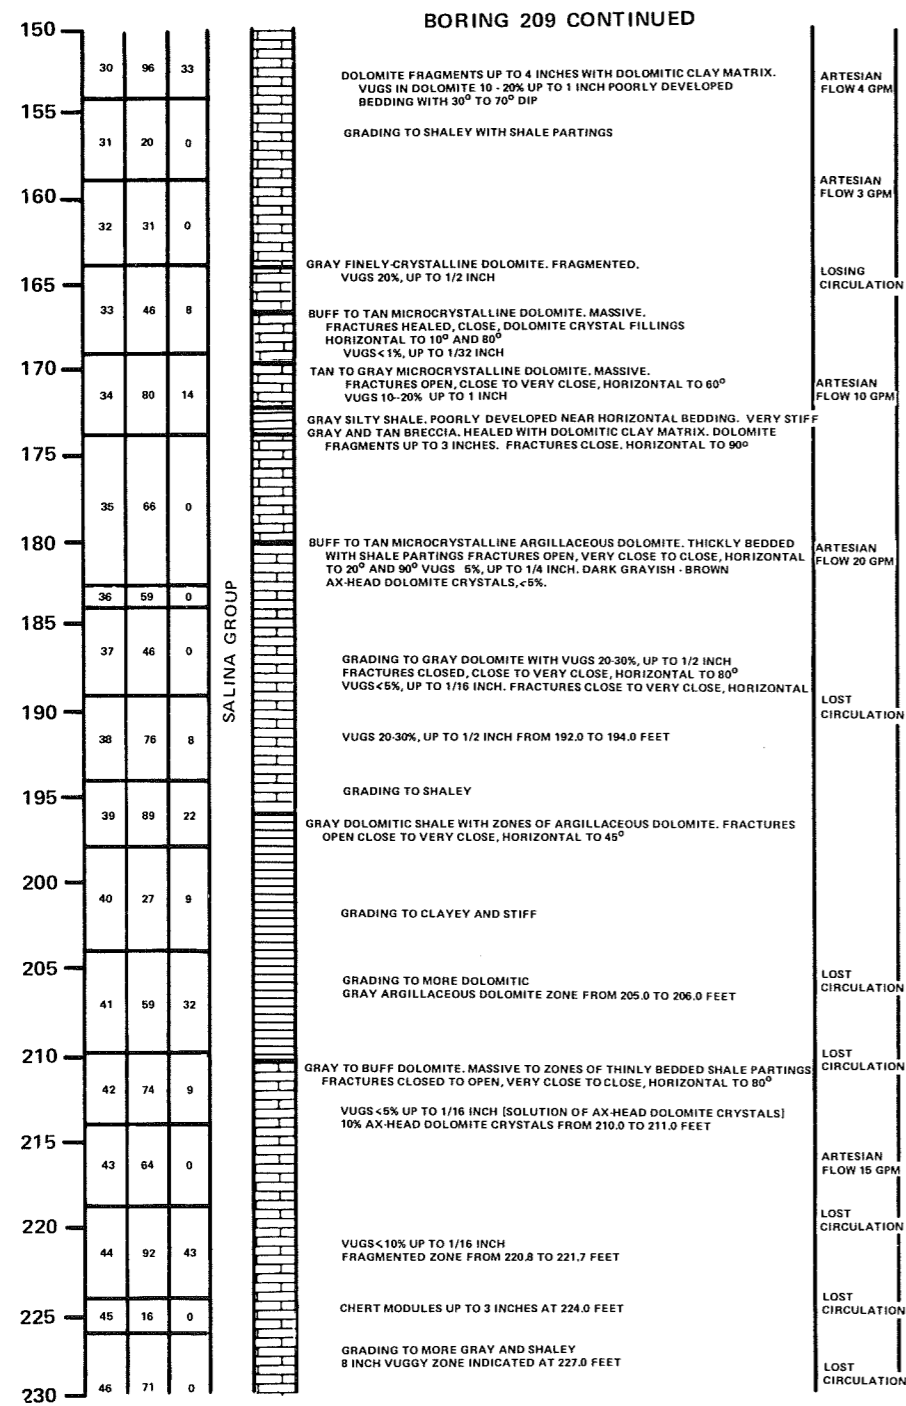 BORING 209 CONTINUED
150
30 96 33
DOLOMITE FRAGMENTS UP TO 4 INCHES WITH DOLOMITIC CLAY MATRIX.
VUGS IN DOLOMITE 10 - 20% UP TO 1 INCH POORLY DEVELOPED
BEDDING WITH 30° TO 70° DIP
ARTESIAN
FLOW 4 GPM
155
31 20 0
GRADING TO SHALEY WITH SHALE PARTINGS
160
ARTESIAN
FLOW 3 GPM
32 31 0
GRAY FINELY-CRYSTALLINE DOLOMITE. FRAGMENTED.
VUGS 20%, UP TO 1/2 INCH
LOSING
CIRCULATION
165
33 46 8
BUFF TO TAN MICROCRYSTALLINE DOLOMITE. MASSIVE.
FRACTURES HEALED, CLOSE, DOLOMITE CRYSTAL FILLINGS
HORIZONTAL TO 10° AND 80°
VUGS<1%, UP TO 1/32 INCH
170
34 80 14
TAN TO GRAY MICROCRYSTALLINE DOLOMITE. MASSIVE.
FRACTURES OPEN, CLOSE TO VERY CLOSE, HORIZONTAL TO 60°
VUGS 10--20% UP TO 1 INCH
ARTESIAN
FLOW 10 GPM
GRAY SILTY SHALE. POORLY DEVELOPED NEAR HORIZONTAL BEDDING. VERY STIFF
GRAY AND TAN BRECCIA. HEALED WITH DOLOMITIC CLAY MATRIX. DOLOMITE
FRAGMENTS UP TO 3 INCHES. FRACTURES CLOSE. HORIZONTAL TO 90°
175
35 66 0
180
BUFF TO TAN MICROCRYSTALLINE ARGILLACEOUS DOLOMITE. THICKLY BEDDED
WITH SHALE PARTINGS FRACTURES OPEN, VERY CLOSE TO CLOSE, HORIZONTAL
TO 20° AND 90° VUGS 5%, UP TO 1/4 INCH. DARK GRAYISH - BROWN
AX-HEAD DOLOMITE CRYSTALS,<5%.
ARTESIAN
FLOW 20 GPM
36 59 0
SALINA GROUP
185
37 46 0
GRADING TO GRAY DOLOMITE WITH VUGS 20-30%, UP TO 1/2 INCH
FRACTURES CLOSED, CLOSE TO VERY CLOSE, HORIZONTAL TO 80°
VUGS<5%, UP TO 1/16 INCH. FRACTURES CLOSE TO VERY CLOSE, HORIZONTAL
190
LOST
CIRCULATION
38 76 8
VUGS 20-30%, UP TO 1/2 INCH FROM 192.0 TO 194.0 FEET
195
GRADING TO SHALEY
39 89 22
GRAY DOLOMITIC SHALE WITH ZONES OF ARGILLACEOUS DOLOMITE. FRACTURES
OPEN CLOSE TO VERY CLOSE, HORIZONTAL TO 45°
200
40 27 9
GRADING TO CLAYEY AND STIFF
205
GRADING TO MORE DOLOMITIC
GRAY ARGILLACEOUS DOLOMITE ZONE FROM 205.0 TO 206.0 FEET
LOST
CIRCULATION
41 59 32
210
LOST
CIRCULATION
GRAY TO BUFF DOLOMITE. MASSIVE TO ZONES OF THINLY BEDDED SHALE PARTINGS
FRACTURES CLOSED TO OPEN, VERY CLOSE TO CLOSE, HORIZONTAL TO 80°
42 74 9
VUGS<5% UP TO 1/16 INCH [SOLUTION OF AX-HEAD DOLOMITE CRYSTALS]
10% AX-HEAD DOLOMITE CRYSTALS FROM 210.0 TO 211.0 FEET
215
43 64 0
ARTESIAN
FLOW 15 GPM
220
LOST
CIRCULATION
44 92 43
VUGS<10% UP TO 1/16 INCH
FRAGMENTED ZONE FROM 220.8 TO 221.7 FEET
225
45 16 0
CHERT MODULES UP TO 3 INCHES AT 224.0 FEET
LOST
CIRCULATION
GRADING TO MORE GRAY AND SHALEY
8 INCH VUGGY ZONE INDICATED AT 227.0 FEET
LOST
CIRCULATION
46 71 0
230